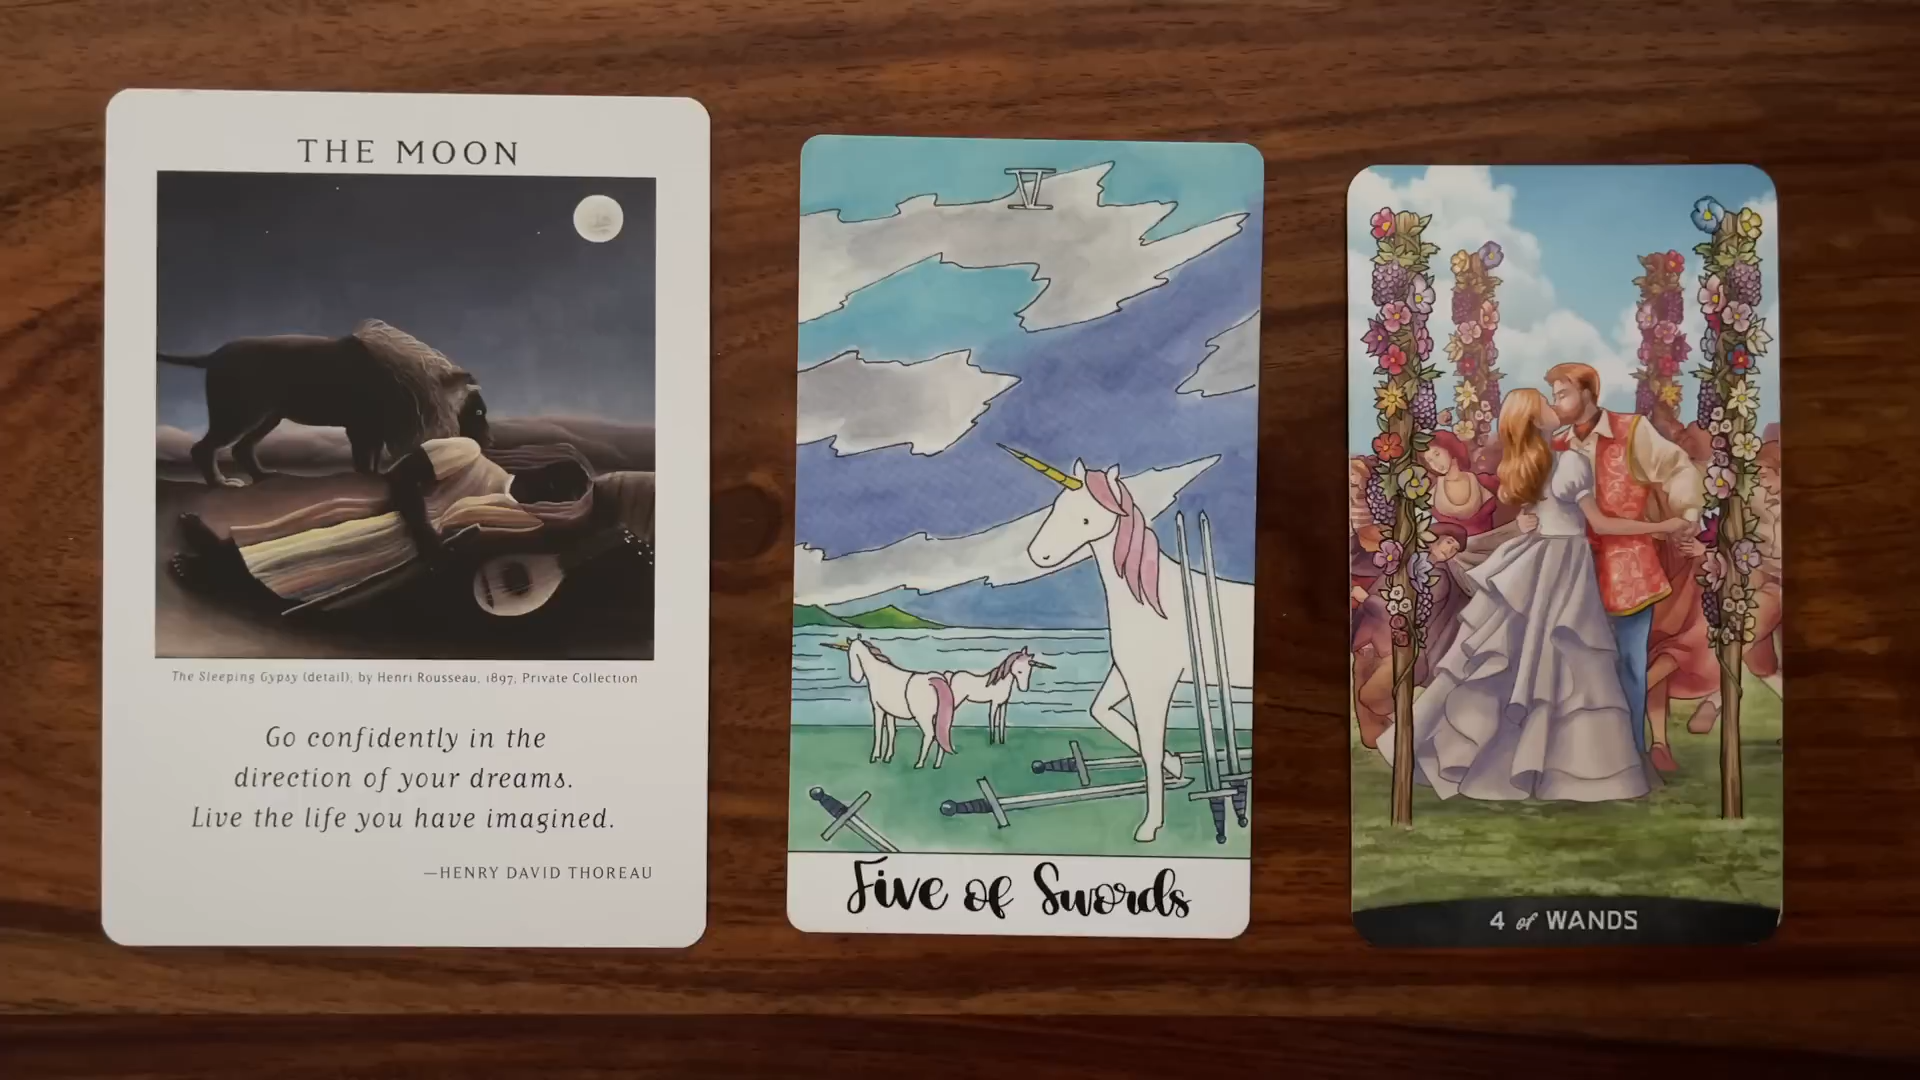 THE MOON
The Sleeping Gypsy (detail), by Henri Rousseau, 1897, Private Collection
Go confidently in the
direction of your dreams.
Live the life you have imagined.
—HENRY DAVID THOREAU
VI
Five of Swords
4 of WANDS